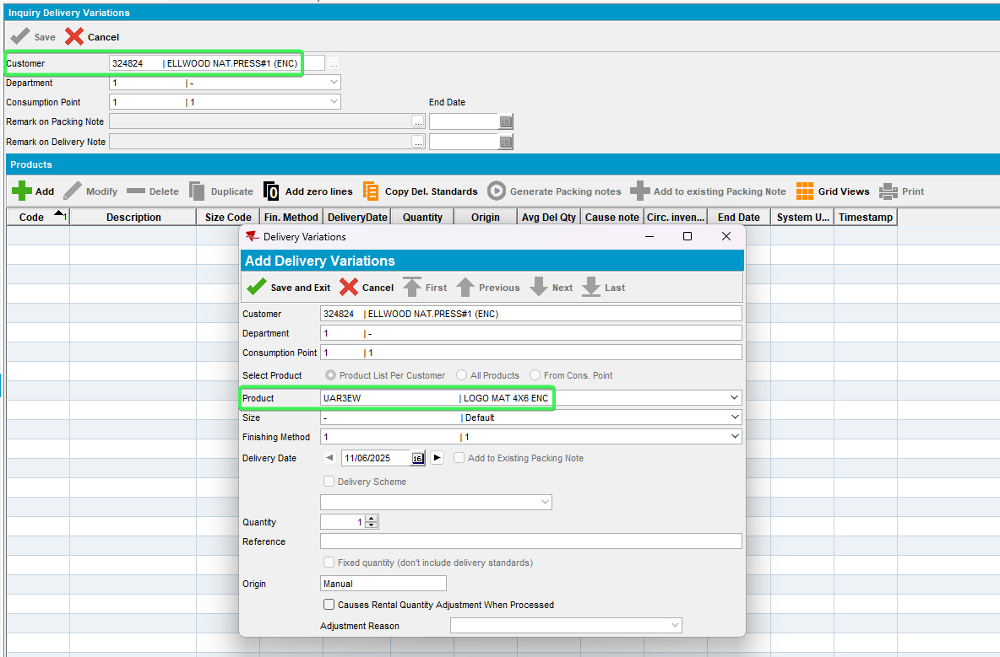 Inquiry Delivery Variations
Save Cancel
Customer 324824 | ELLWOOD NAT.PRESS#1 (ENC) ...
Department 1 | -
Consumption Point 1 | 1 End Date
Remark on Packing Note ... 16
Remark on Delivery Note ... 16
Products
Add Modify Delete Duplicate 0 Add zero lines Copy Del. Standards Generate Packing notes Add to existing Packing Note Grid Views Print
Code 1 Description Size Code Fin. Method DeliveryDate Quantity Origin Avg Del Qty Cause note Circ. inven... End Date System U... Timestamp
Delivery Variations
Add Delivery Variations
Save and Exit Cancel First Previous Next Last
Customer 324824 | ELLWOOD NAT.PRESS#1 (ENC)
Department 1 | -
Consumption Point 1 | 1
Select Product Product List Per Customer All Products From Cons. Point
Product UAR3EW | LOGO MAT 4X6 ENC
Size - | Default
Finishing Method 1 | 1
Delivery Date 11/06/2025 16 Add to Existing Packing Note
Delivery Scheme
Quantity 1
Reference
Fixed quantity (don't include delivery standards)
Origin Manual
Causes Rental Quantity Adjustment When Processed
Adjustment Reason